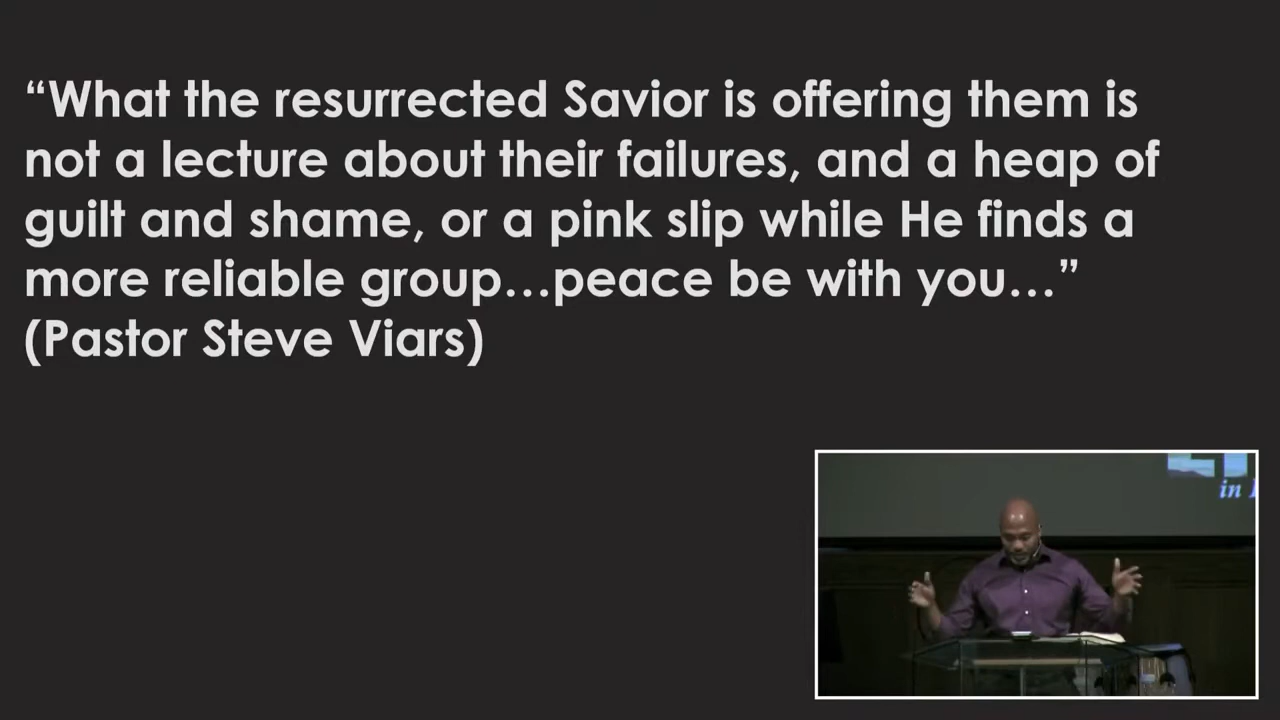 “What the resurrected Savior is offering them is
not a lecture about their failures, and a heap of
guilt and shame, or a pink slip while He finds a
more reliable group…peace be with you…”
(Pastor Steve Viars)
in